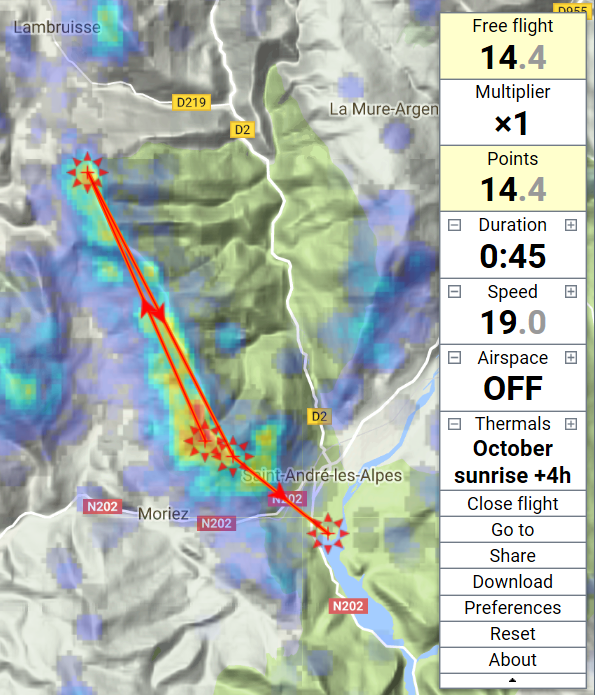 Lambruisse
D955
D219
La Mure-Argen
D2
D2
Saint-André-les-Alpes
N202
N202
Moriez
N202
N202
Free flight
14.4
Multiplier
×1
Points
14.4
Duration
0:45
Speed
19.0
Airspace
OFF
Thermals
October
sunrise +4h
Close flight
Go to
Share
Download
Preferences
Reset
About